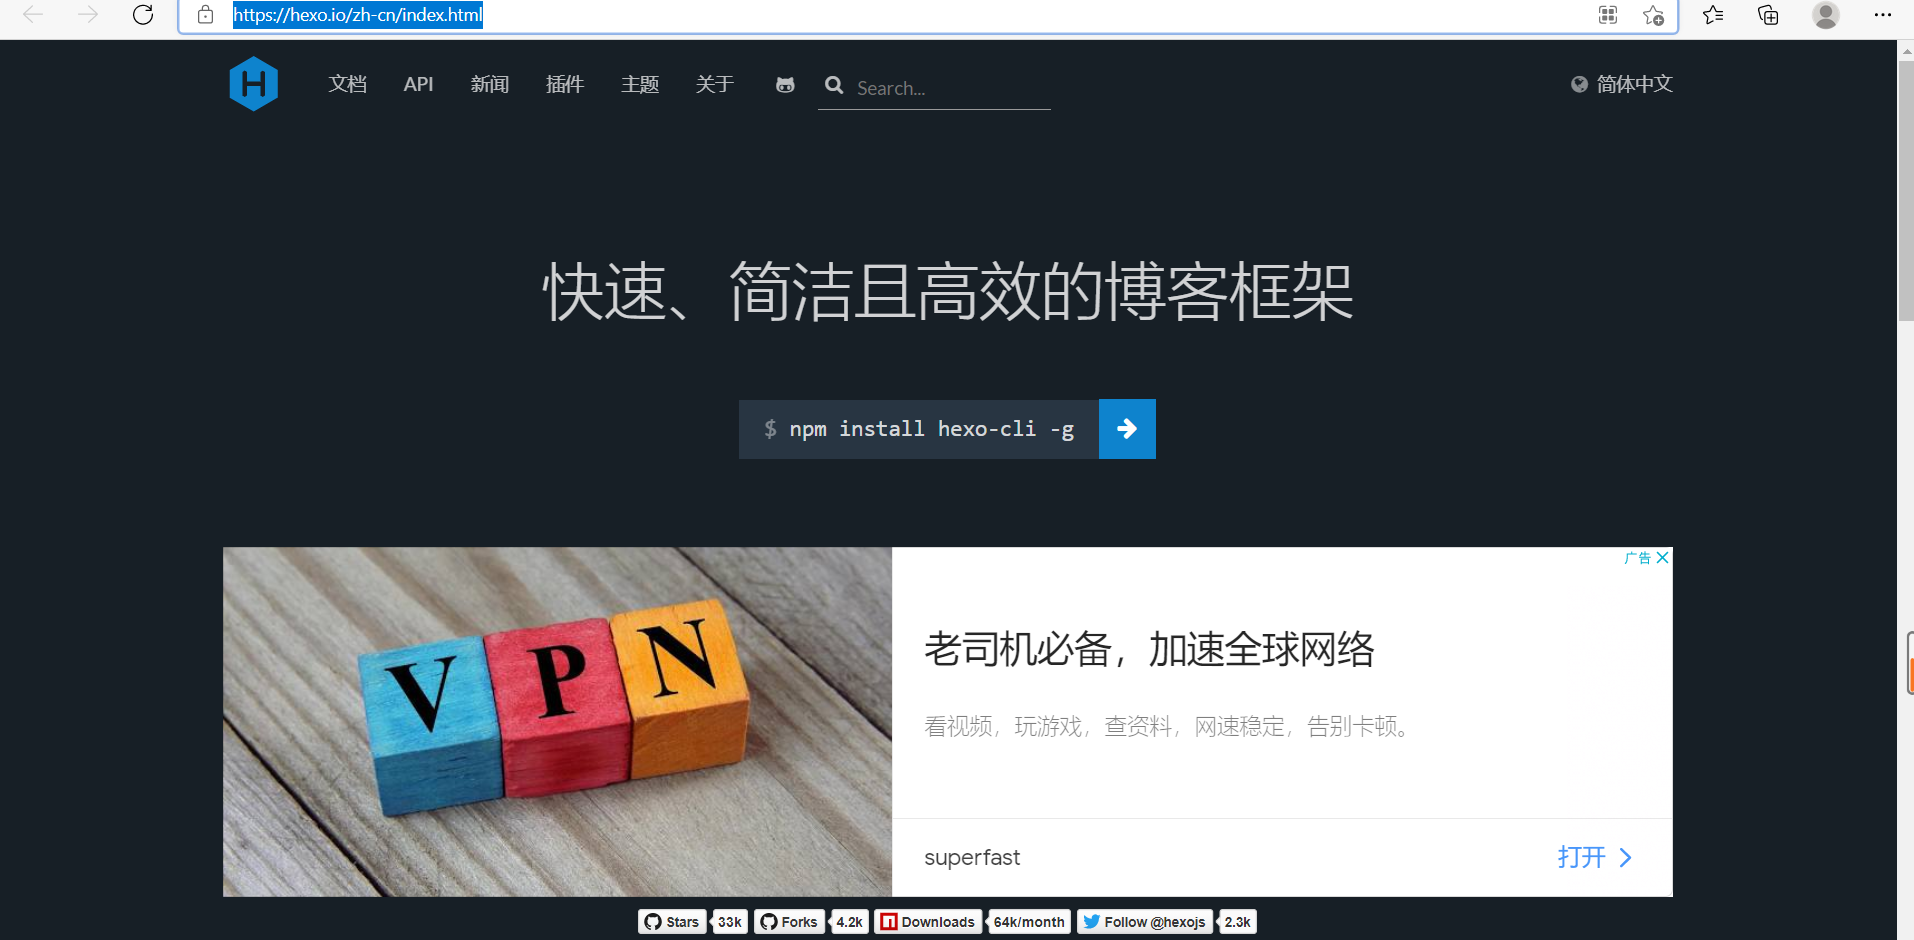 https://hexo.io/zh-cn/index.html
H 文档 API 新闻 插件 主题 关于 Search... 简体中文
快速、简洁且高效的博客框架
$ npm install hexo-cli -g
广告
VPN
老司机必备，加速全球网络
看视频，玩游戏，查资料，网速稳定，告别卡顿。
superfast 打开
Stars 33k Forks 4.2k Downloads 64k/month Follow @hexojs 2.3k